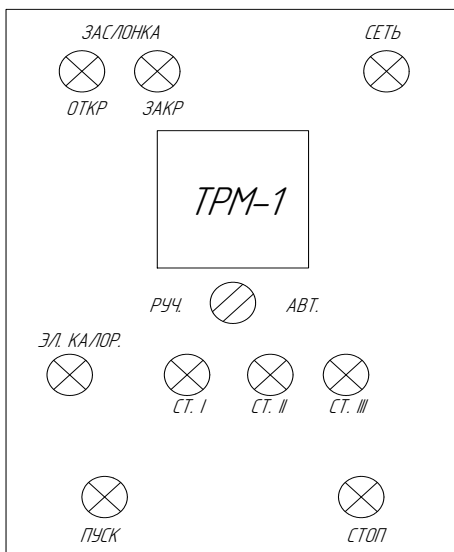 ЗАСЛОНКА СЕТЬ
ОТКР ЗАКР
ТРМ-1
РУЧ. АВТ.
ЭЛ. КАЛОР.
СТ. I СТ. II СТ. III
ПУСК СТОП